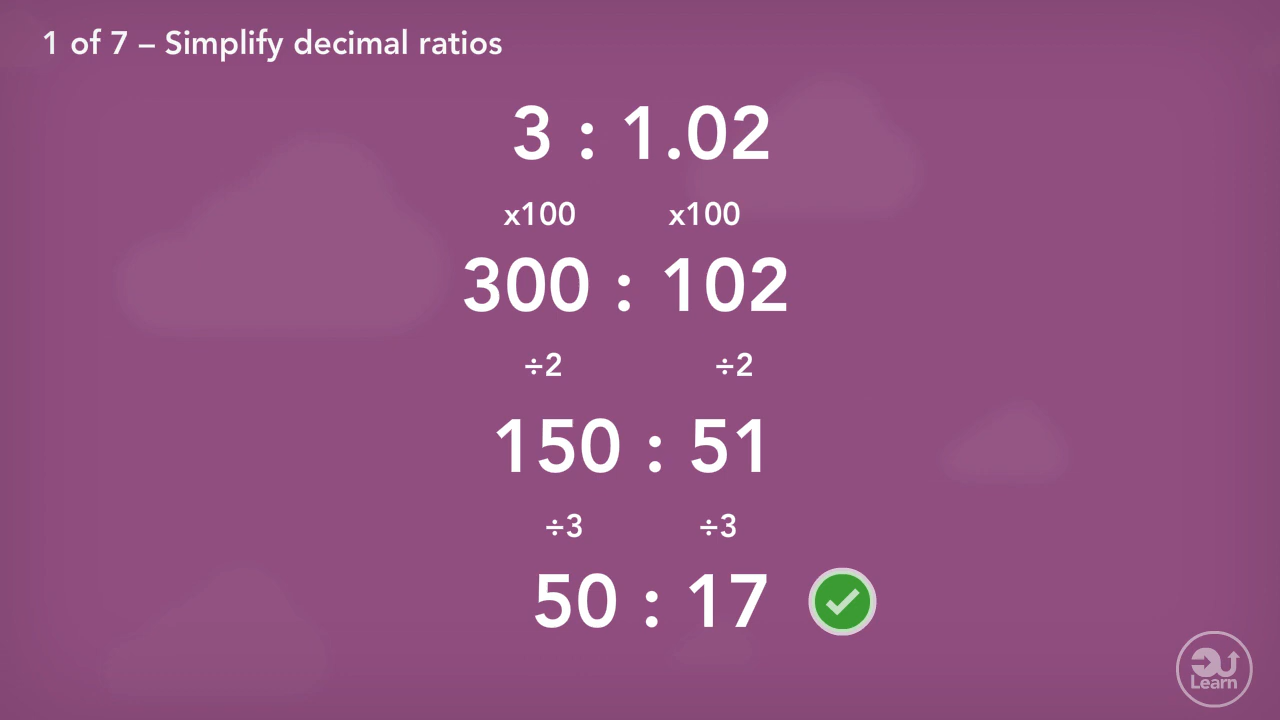 1 of 7 – Simplify decimal ratios
3 : 1.02
x100 x100
300 : 102
÷2 ÷2
150 : 51
÷3 ÷3
50 : 17
Learn